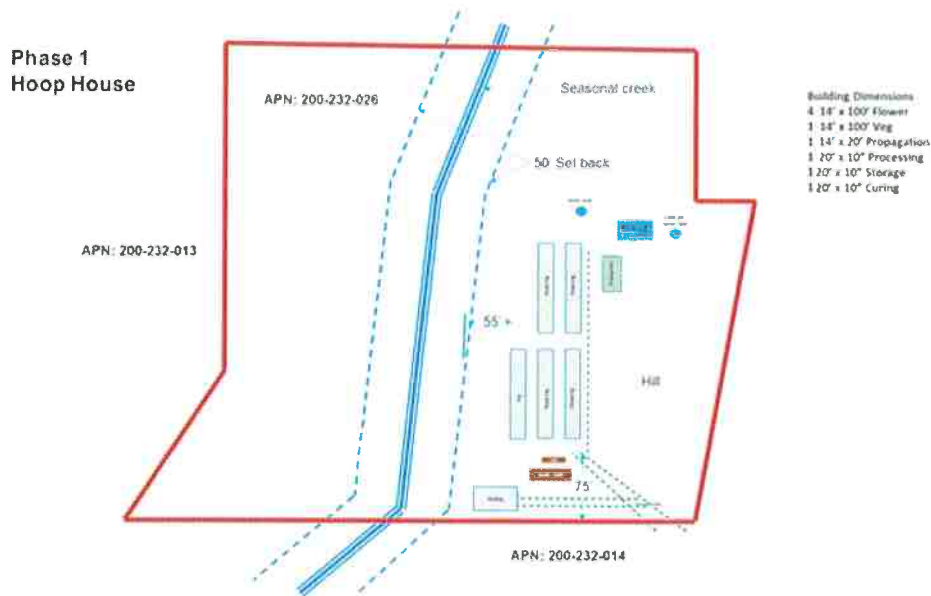 Phase 1
Hoop House
APN: 200-232-026
Seasonal creek
Building Dimensions
4 14' x 100' Flower
1 14' x 100' Veg
1 14' x 20' Propagation
1 20' x 10" Processing
1 20' x 10" Storage
1 20' x 10" Curing
50 Set back
APN: 200-232-013
55 +
Hill
75
APN: 200-232-014